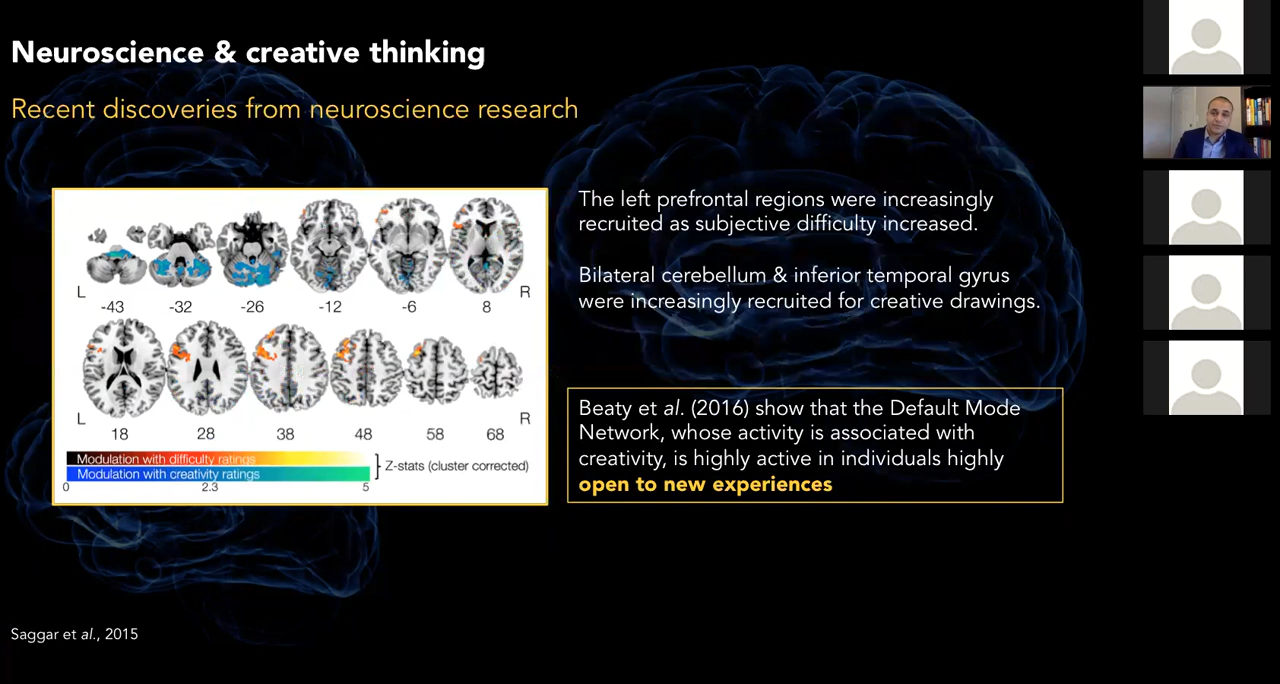 Neuroscience & creative thinking
Recent discoveries from neuroscience research
L
-43 -32 -26 -12 -6 8
R
L
18 28 38 48 58 68
R
Modulation with difficulty ratings
Modulation with creativity ratings
Z-stats (cluster corrected)
0 2.3 5
The left prefrontal regions were increasingly
recruited as subjective difficulty increased.
Bilateral cerebellum & inferior temporal gyrus
were increasingly recruited for creative drawings.
Beaty et al. (2016) show that the Default Mode
Network, whose activity is associated with
creativity, is highly active in individuals highly
open to new experiences
Saggar et al., 2015